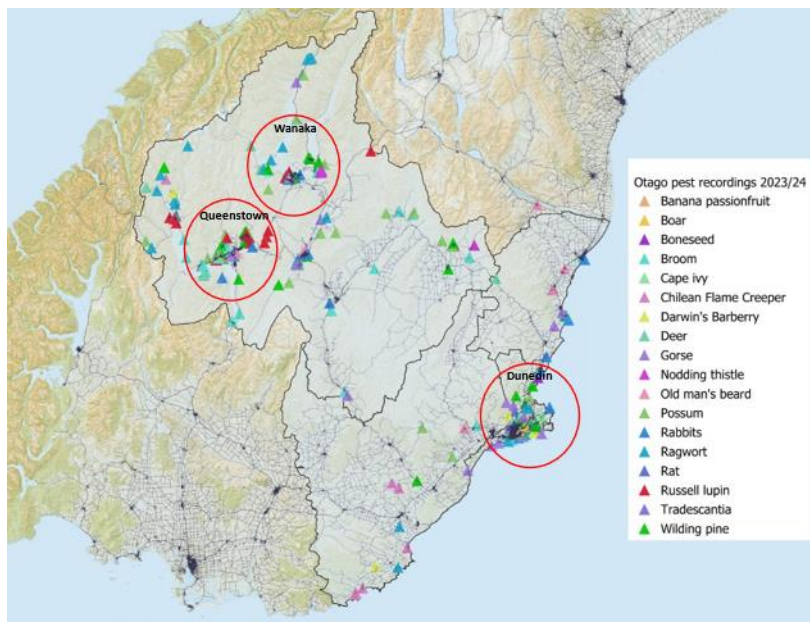 Wanaka
Queenstown
Dunedin
Otago pest recordings 2023/24
Banana passionfruit
Boar
Boneseed
Broom
Cape ivy
Chilean Flame Creeper
Darwin's Barberry
Deer
Gorse
Nodding thistle
Old man's beard
Possum
Rabbits
Ragwort
Rat
Russell lupin
Tradescantia
Wilding pine